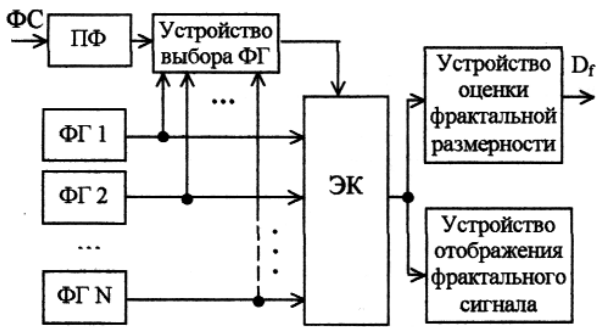 ФС
ПФ
Устройство
выбора ФГ
...
ФГ 1
ФГ 2
...
ФГ N
ЭК
Устройство
оценки
фрактальной
размерности
Df
Устройство
отображения
фрактального
сигнала